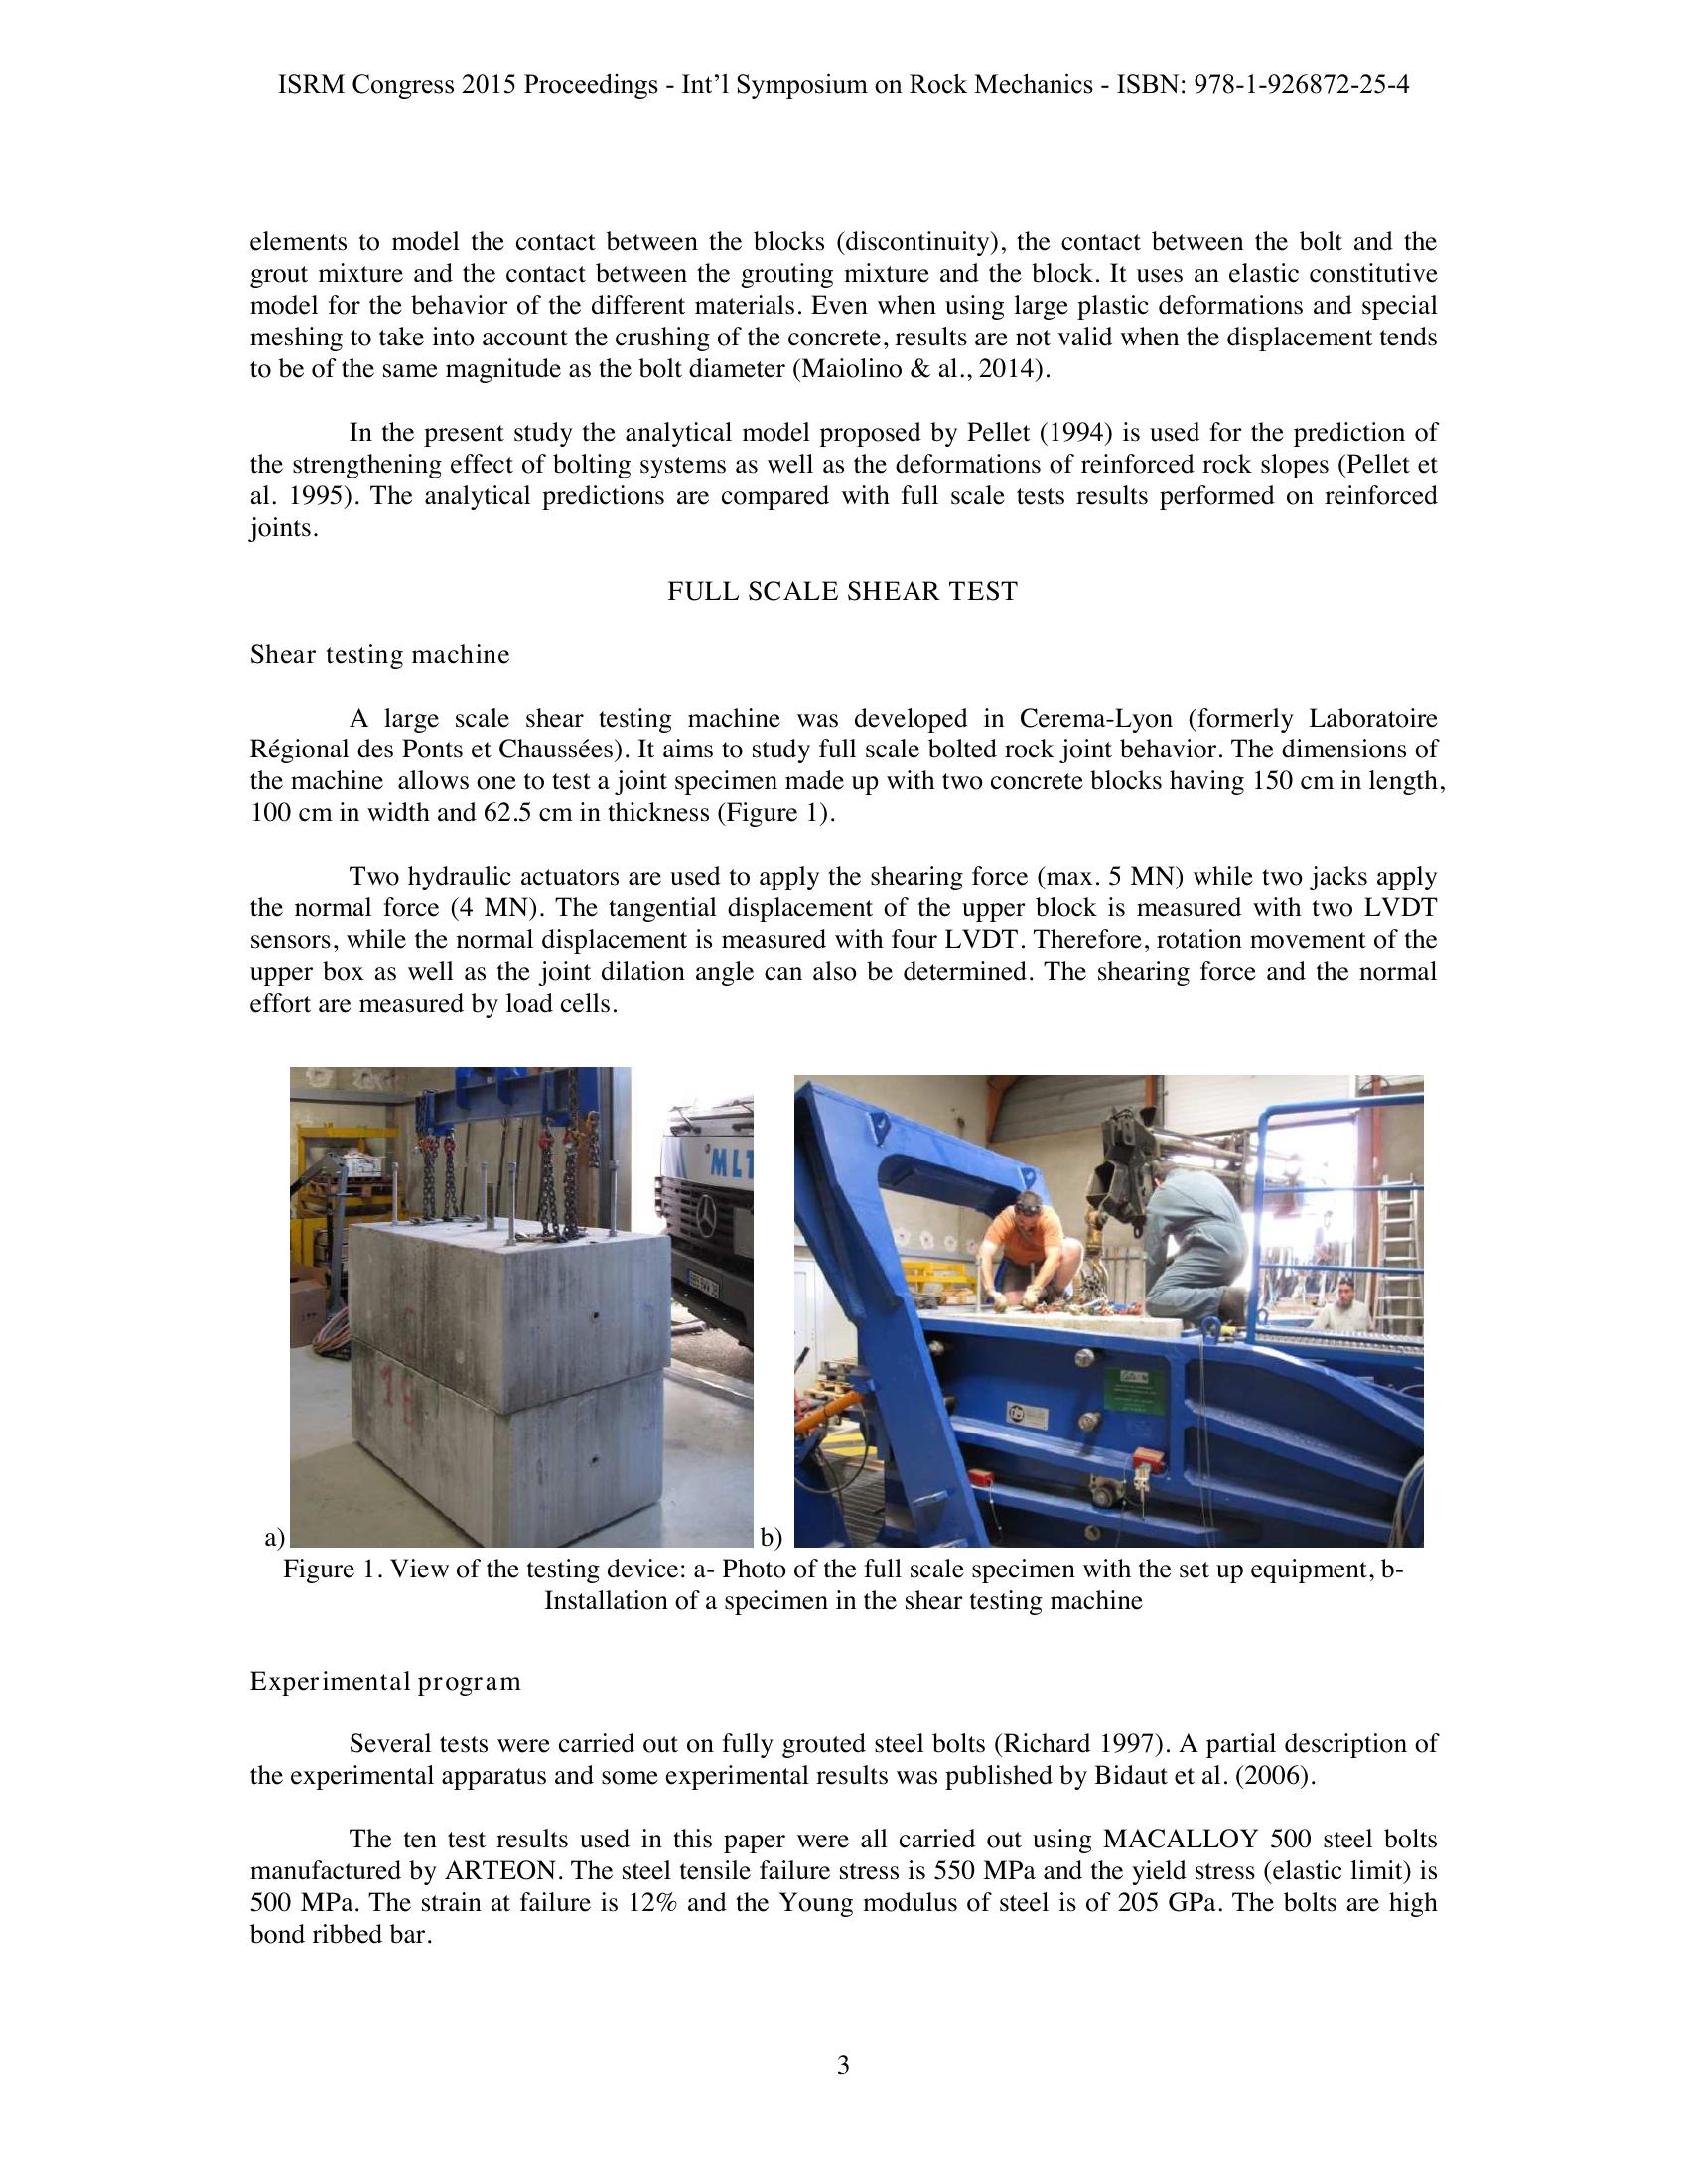 ISRM Congress 2015 Proceedings - Int'l Symposium on Rock Mechanics - ISBN: 978-1-926872-25-4
elements to model the contact between the blocks (discontinuity), the contact between the bolt and the
grout mixture and the contact between the grouting mixture and the block. It uses an elastic constitutive
model for the behavior of the different materials. Even when using large plastic deformations and special
meshing to take into account the crushing of the concrete, results are not valid when the displacement tends
to be of the same magnitude as the bolt diameter (Maiolino & al., 2014).
In the present study the analytical model proposed by Pellet (1994) is used for the prediction of
the strengthening effect of bolting systems as well as the deformations of reinforced rock slopes (Pellet et
al. 1995). The analytical predictions are compared with full scale tests results performed on reinforced
joints.
FULL SCALE SHEAR TEST
Shear testing machine
A large scale shear testing machine was developed in Cerema-Lyon (formerly Laboratoire
Régional des Ponts et Chaussées). It aims to study full scale bolted rock joint behavior. The dimensions of
the machine allows one to test a joint specimen made up with two concrete blocks having 150 cm in length,
100 cm in width and 62.5 cm in thickness (Figure 1).
Two hydraulic actuators are used to apply the shearing force (max. 5 MN) while two jacks apply
the normal force (4 MN). The tangential displacement of the upper block is measured with two LVDT
sensors, while the normal displacement is measured with four LVDT. Therefore, rotation movement of the
upper box as well as the joint dilation angle can also be determined. The shearing force and the normal
effort are measured by load cells.
MLT
a)
b)
Figure 1. View of the testing device: a- Photo of the full scale specimen with the set up equipment, b-
Installation of a specimen in the shear testing machine
Experimental program
Several tests were carried out on fully grouted steel bolts (Richard 1997). A partial description of
the experimental apparatus and some experimental results was published by Bidaut et al. (2006).
The ten test results used in this paper were all carried out using MACALLOY 500 steel bolts
manufactured by ARTEON. The steel tensile failure stress is 550 MPa and the yield stress (elastic limit) is
500 MPa. The strain at failure is 12% and the Young modulus of steel is of 205 GPa. The bolts are high
bond ribbed bar.
3